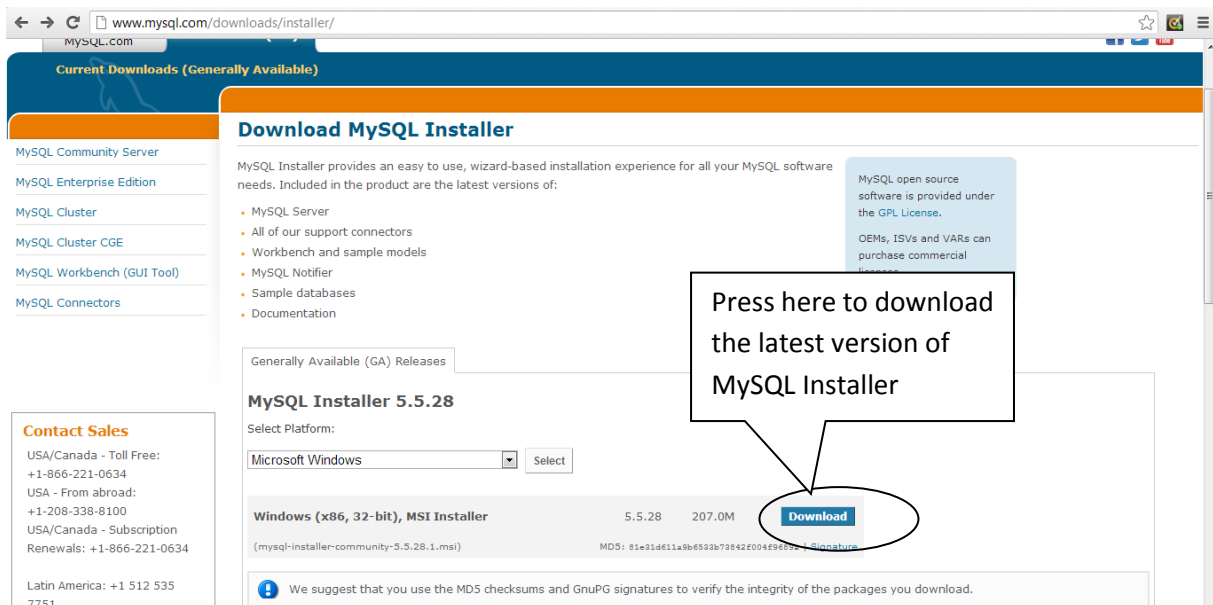 www.mysql.com/downloads/installer/
MySQL.com
Current Downloads (Generally Available)
Download MySQL Installer
MySQL Community Server
MySQL Enterprise Edition
MySQL Cluster
MySQL Cluster CGE
MySQL Workbench (GUI Tool)
MySQL Connectors
MySQL Installer provides an easy to use, wizard-based installation experience for all your MySQL software
needs. Included in the product are the latest versions of:
• MySQL Server
• All of our support connectors
• Workbench and sample models
• MySQL Notifier
• Sample databases
• Documentation
MySQL open source
software is provided under
the GPL License.
OEMs, ISVs and VARs can
purchase commercial
licenses
Press here to download
the latest version of
MySQL Installer
Generally Available (GA) Releases
MySQL Installer 5.5.28
Select Platform:
Microsoft Windows
Select
Windows (x86, 32-bit), MSI Installer 5.5.28 207.0M Download
(mysql-installer-community-5.5.28.1.msi) MD5: | Signature
We suggest that you use the MD5 checksums and GnuPG signatures to verify the integrity of the packages you download.
Contact Sales
USA/Canada - Toll Free:
+1-866-221-0634
USA - From abroad:
+1-208-338-8100
USA/Canada - Subscription
Renewals: +1-866-221-0634
Latin America: +1 512 535
7751